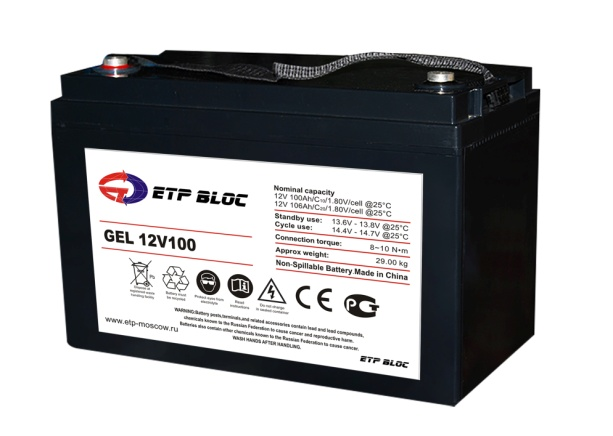 ETP BLOC
GEL 12V100
Nominal capacity
12V 100Ah/C10/1.80V/cell @25°C
12V 106Ah/C20/1.80V/cell @25°C
Standby use: 13.6V - 13.8V @25°C
Cycle use: 14.4V - 14.7V @25°C
Connection torque: 8~10 N•m
Approx weight: 29.00 kg
Non-Spillable Battery.Made in China
Pb
Battery must be recycled
Protect eyes from electrolyte
Read instructions
Do not charge in sealed container
CE
WARNING:Battery posts,terminals,and related accessories contain lead and lead compounds,
chemicals known to the Russian Federation to cause cancer and reproductive harm.
Batteries also contain other chemicals known to the Russian Federation to cause cancer.
WASH HANDS AFTER HANDLING.
www.etp-moscow.ru
ETP BLOC